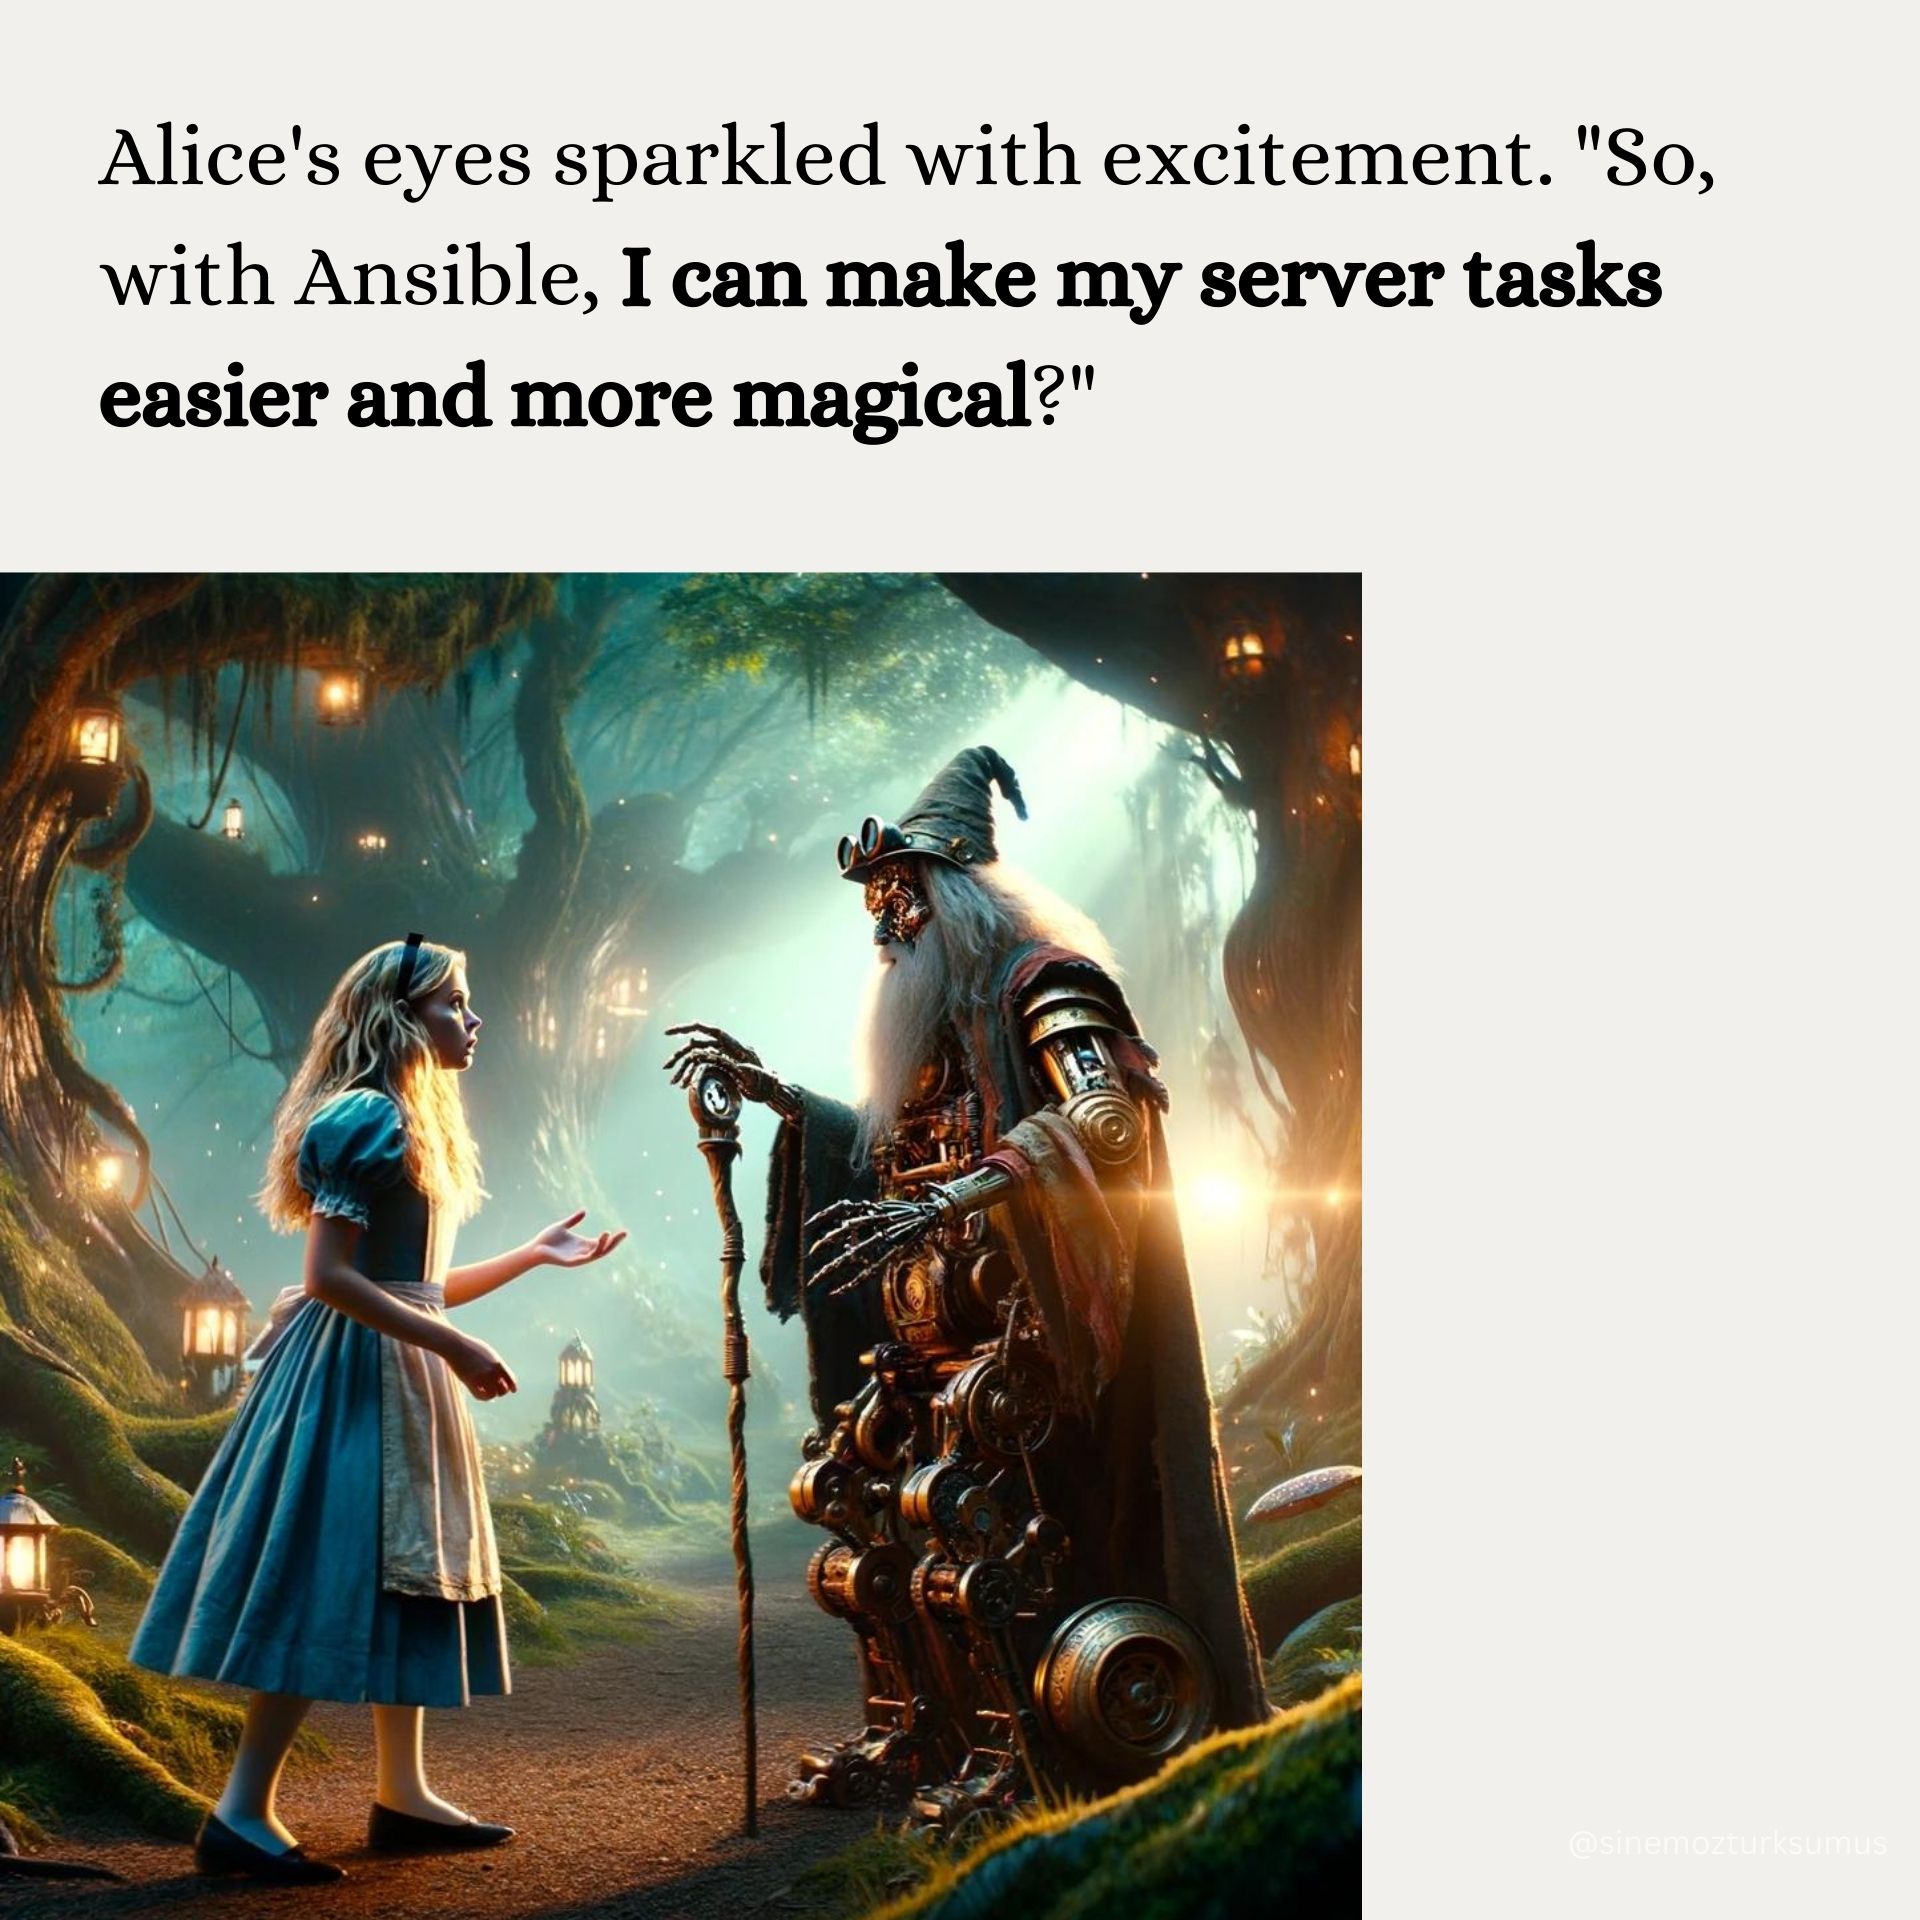 Alice's eyes sparkled with excitement. "So,
with Ansible, I can make my server tasks
easier and more magical?"
@sinemozturksumus